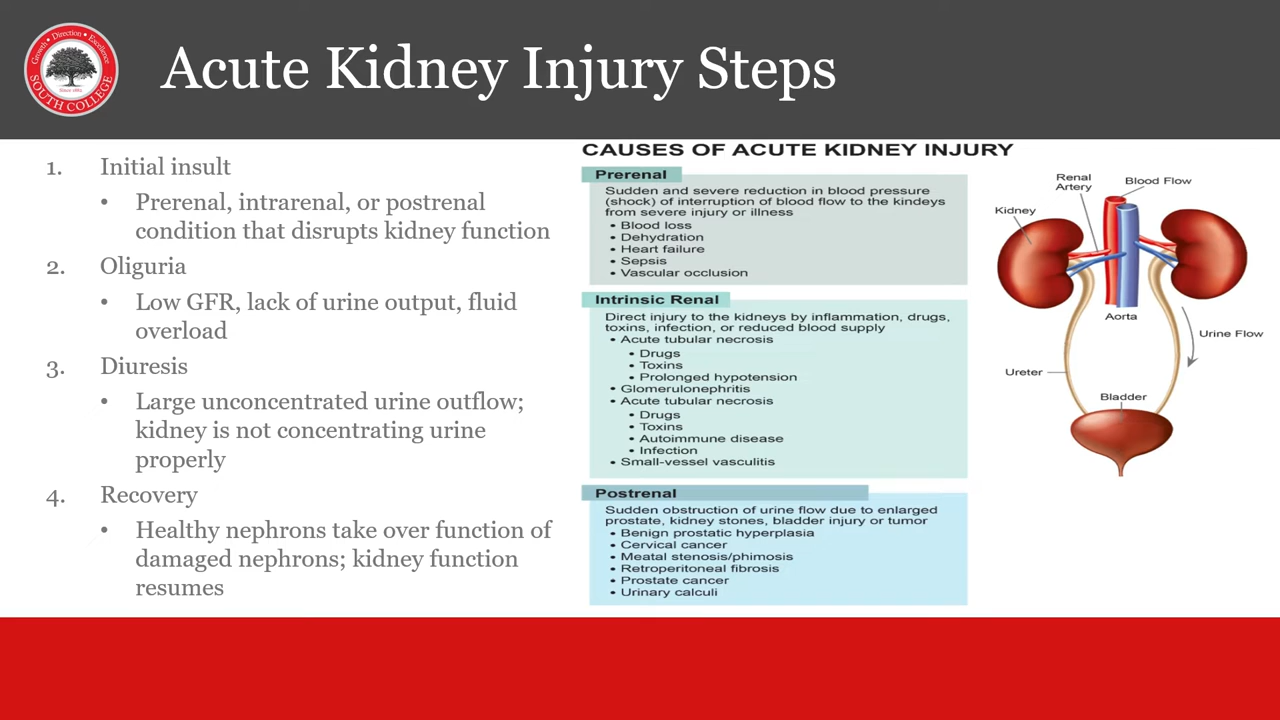 Growth • Direction • Excellence
Since 1882
SOUTH COLLEGE
Acute Kidney Injury Steps
1. Initial insult
• Prerenal, intrarenal, or postrenal
condition that disrupts kidney function
2. Oliguria
• Low GFR, lack of urine output, fluid
overload
3. Diuresis
• Large unconcentrated urine outflow;
kidney is not concentrating urine
properly
4. Recovery
• Healthy nephrons take over function of
damaged nephrons; kidney function
resumes
CAUSES OF ACUTE KIDNEY INJURY
Prerenal
Sudden and severe reduction in blood pressure
(shock) of interruption of blood flow to the kindeys
from severe injury or illness
• Blood loss
• Dehydration
• Heart failure
• Sepsis
• Vascular occlusion
Intrinsic Renal
Direct injury to the kidneys by inflammation, drugs,
toxins, infection, or reduced blood supply
• Acute tubular necrosis
• Drugs
• Toxins
• Prolonged hypotension
• Glomerulonephritis
• Acute tubular necrosis
• Drugs
• Toxins
• Autoimmune disease
• Infection
• Small-vessel vasculitis
Postrenal
Sudden obstruction of urine flow due to enlarged
prostate, kidney stones, bladder injury or tumor
• Benign prostatic hyperplasia
• Cervical cancer
• Meatal stenosis/phimosis
• Retroperitoneal fibrosis
• Prostate cancer
• Urinary calculi
Renal
Artery
Blood Flow
Kidney
Aorta
Urine Flow
Ureter
Bladder